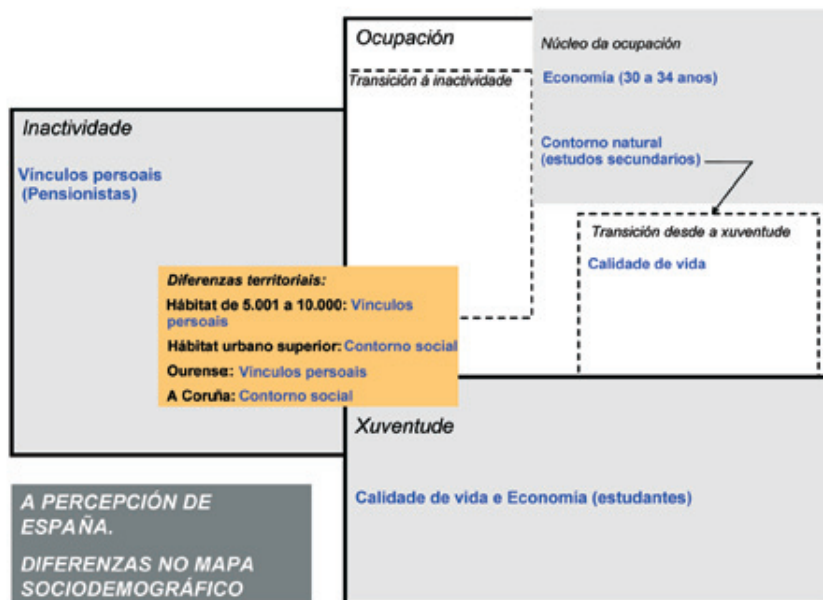 Ocupación
Transición á inactividade
Núcleo da ocupación
Economía (30 a 34 anos)
Contorno natural
(estudos secundarios)
Transición desde a xuventude
Calidade de vida
Inactividade
Vínculos persoais
(Pensionistas)
Diferenzas territoriais:
Hábitat de 5.001 a 10.000: Vínculos
persoais
Hábitat urbano superior: Contorno social
Ourense: Vínculos persoais
A Coruña: Contorno social
Xuventude
Calidade de vida e Economía (estudantes)
A PERCEPCIÓN DE
ESPAÑA.
DIFERENZAS NO MAPA
SOCIODEMOGRÁFICO